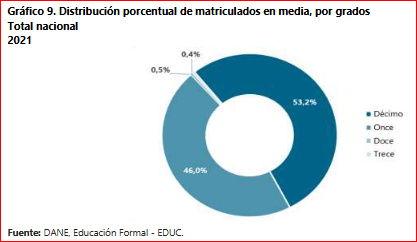 Gráfico 9. Distribución porcentual de matriculados en media, por grados
Total nacional
2021
0,4%
0,5%
53,2%
46,0%
Décimo
Once
Doce
Trece
Fuente: DANE, Educación Formal - EDUC.